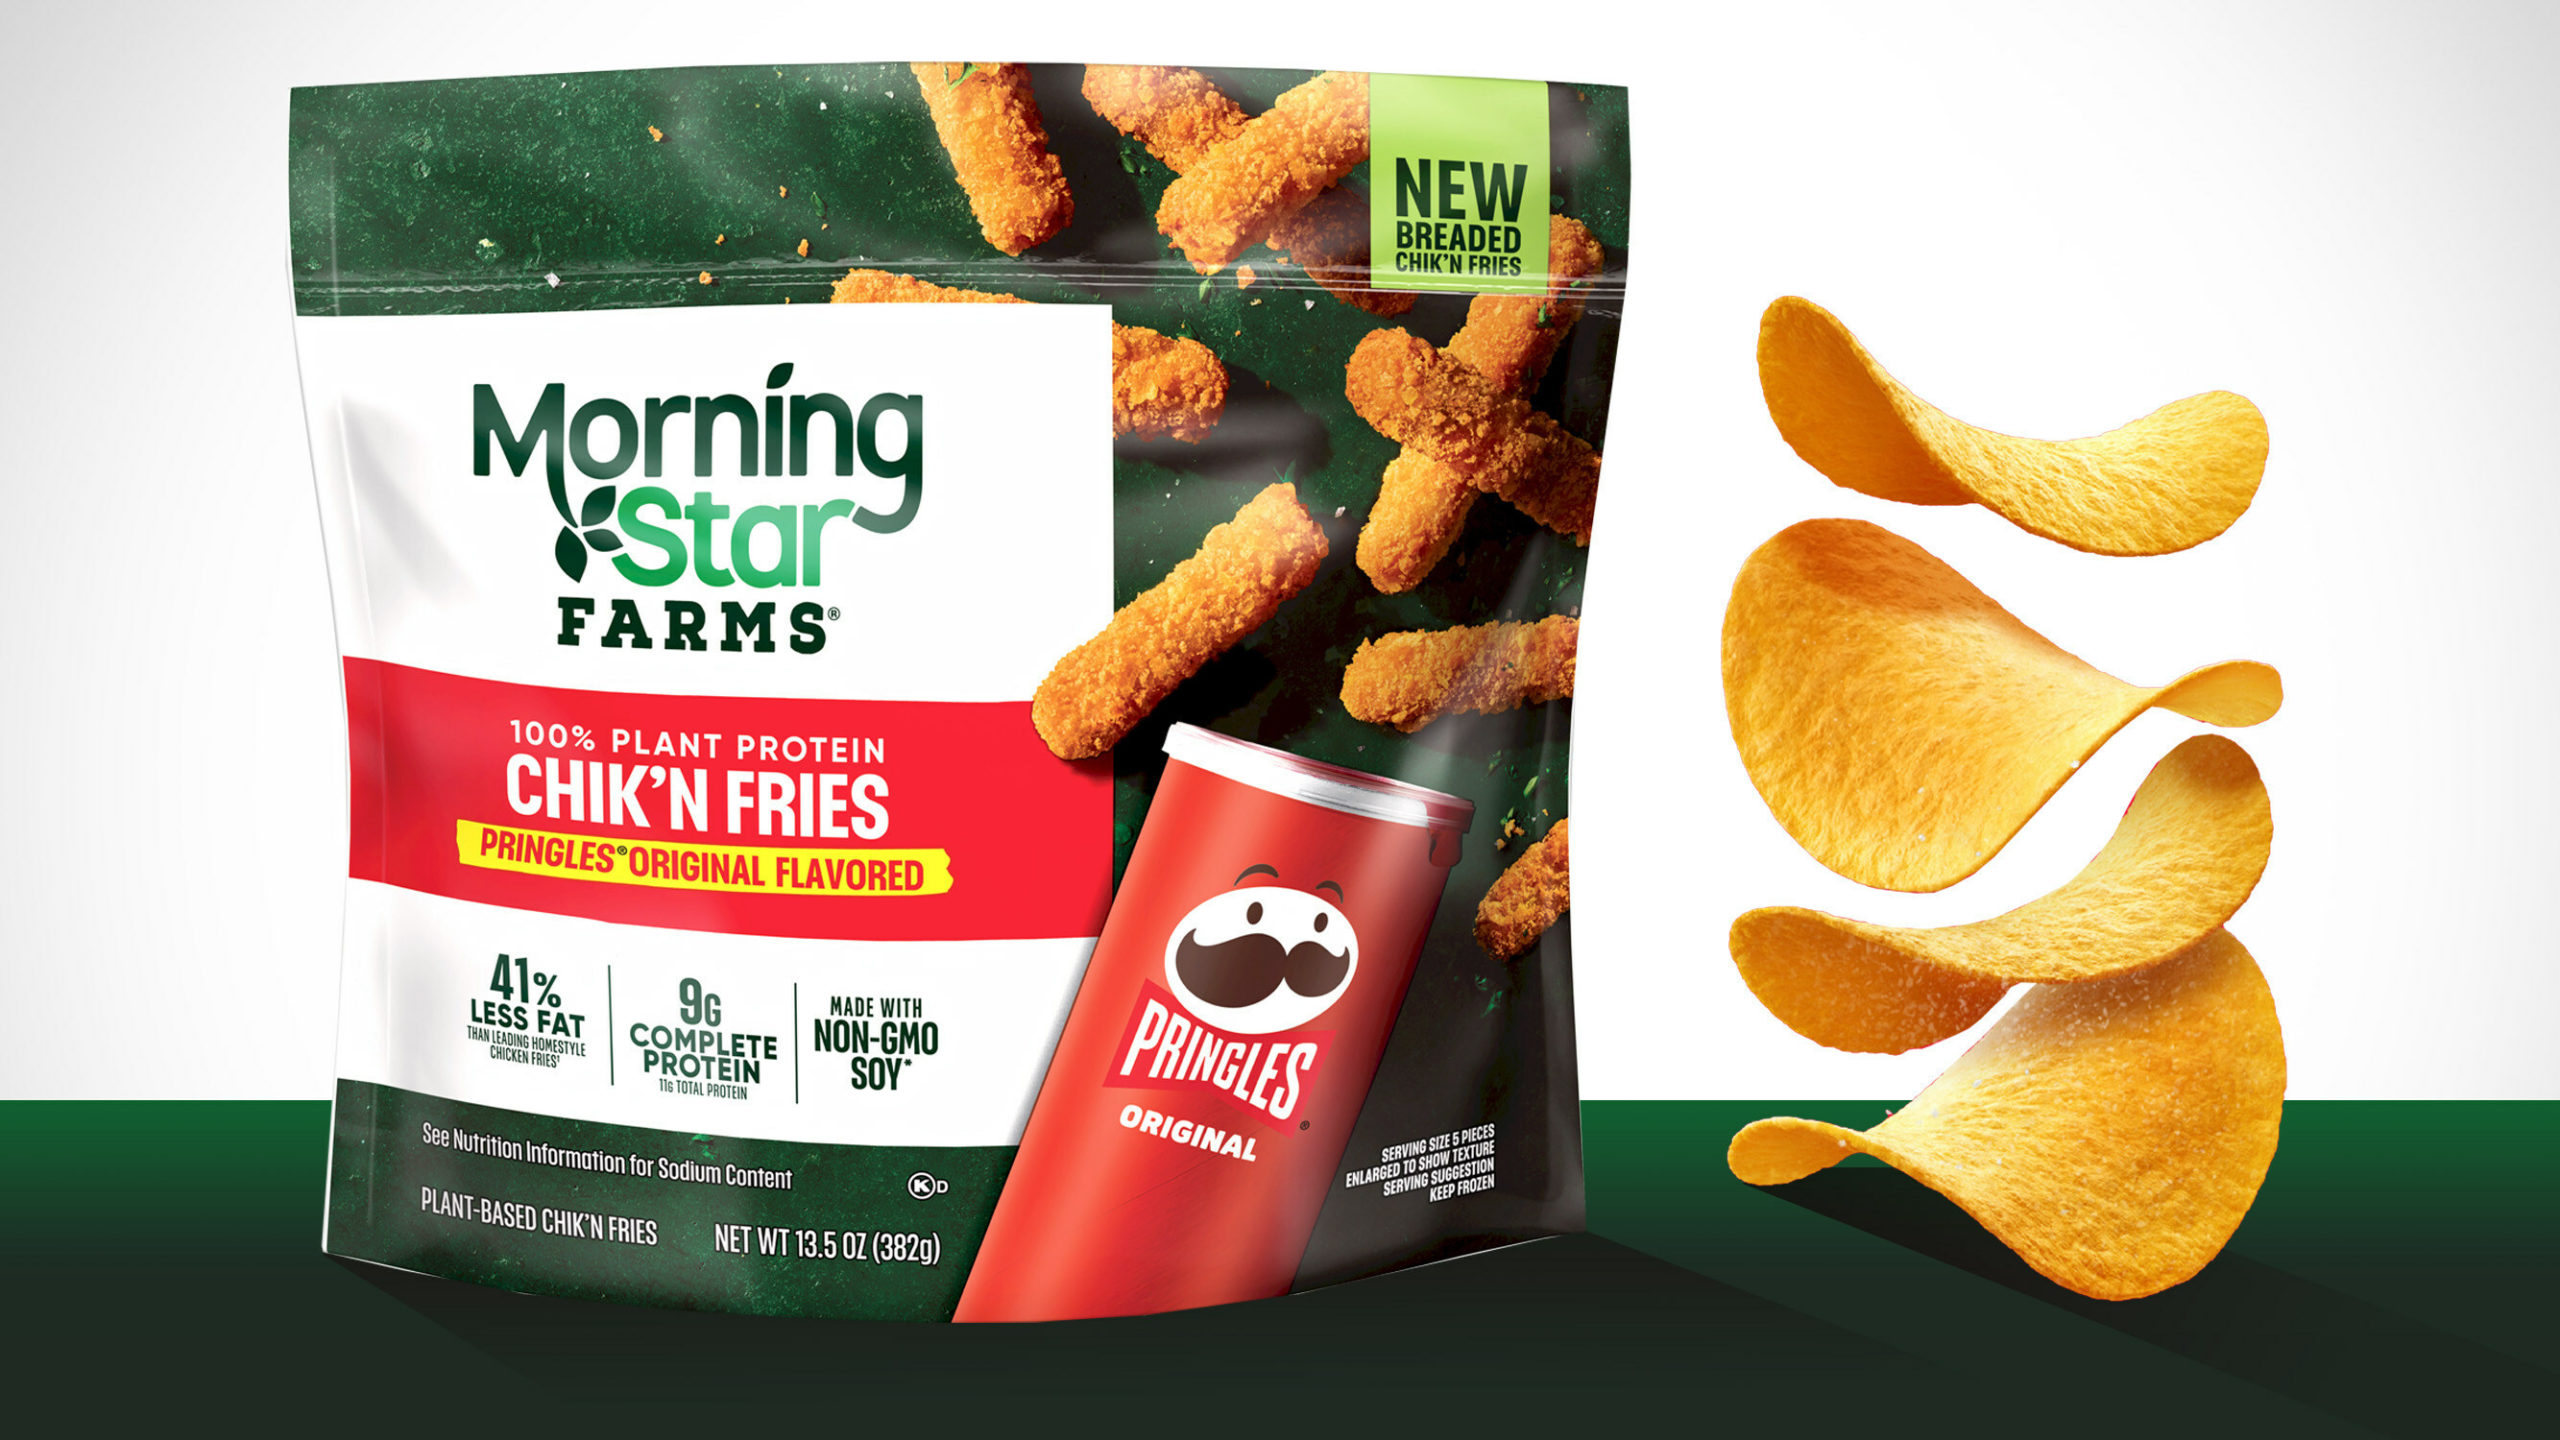 NEW
BREADED
CHIK'N FRIES
Morning
Star
FARMS®
100% PLANT PROTEIN
CHIK'N FRIES
PRINGLES® ORIGINAL FLAVORED
41%
LESS FAT
THAN LEADING HOMESTYLE
CHICKEN FRIES†
9G
COMPLETE
PROTEIN
11G TOTAL PROTEIN
MADE WITH
NON-GMO
SOY*
PRINGLES®
ORIGINAL
See Nutrition Information for Sodium Content
K D
PLANT-BASED CHIK'N FRIES
NET WT 13.5 OZ (382g)
SERVING SIZE 5 PIECES
ENLARGED TO SHOW TEXTURE
SERVING SUGGESTION
KEEP FROZEN